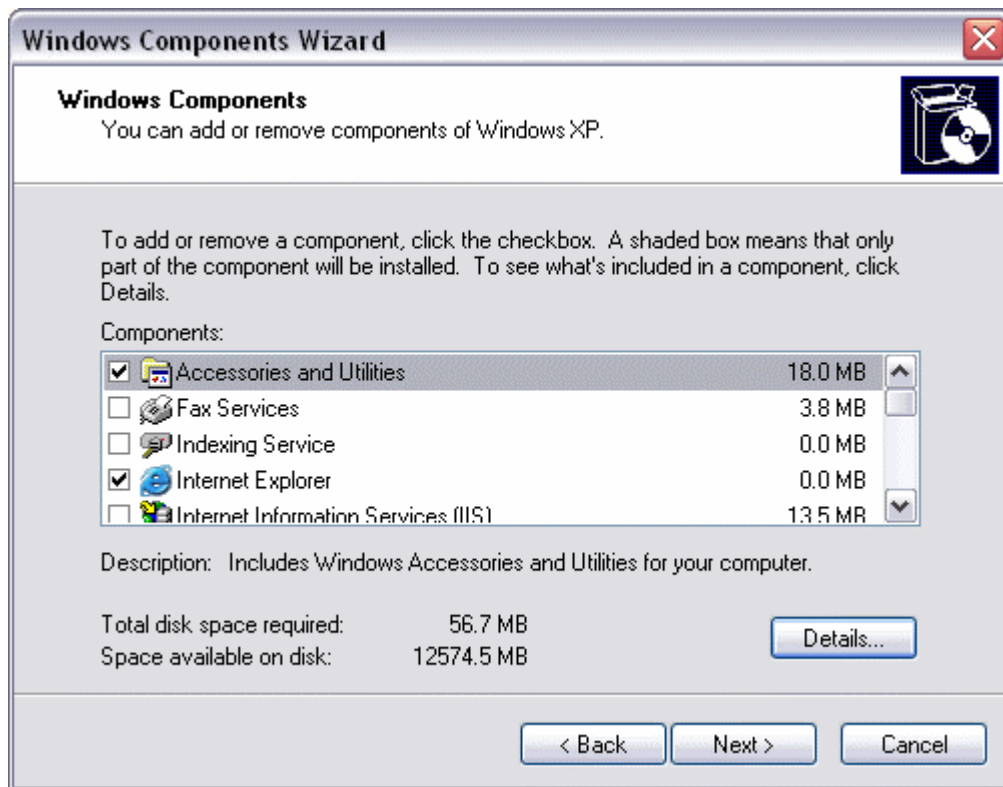 Windows Components Wizard
Windows Components
You can add or remove components of Windows XP.
To add or remove a component, click the checkbox. A shaded box means that only
part of the component will be installed. To see what's included in a component, click
Details.
Components:
Accessories and Utilities 18.0 MB
Fax Services 3.8 MB
Indexing Service 0.0 MB
Internet Explorer 0.0 MB
Internet Information Services (IIS) 13.5 MB
Description: Includes Windows Accessories and Utilities for your computer.
Total disk space required: 56.7 MB
Space available on disk: 12574.5 MB
Details...
< Back Next > Cancel